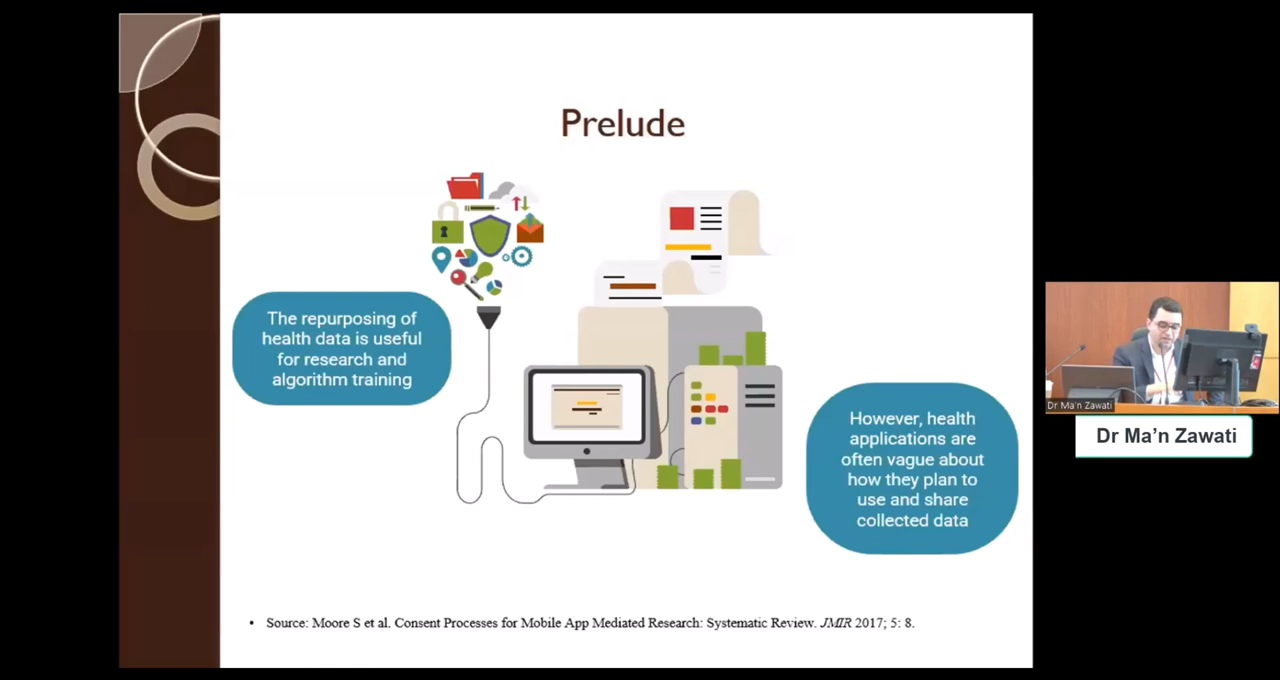 Prelude
The repurposing of
health data is useful
for research and
algorithm training
However, health
applications are
often vague about
how they plan to
use and share
collected data
• Source: Moore S et al. Consent Processes for Mobile App Mediated Research: Systematic Review. JMIR 2017; 5: 8.
Dr Ma'n Zawati
Dr Ma’n Zawati